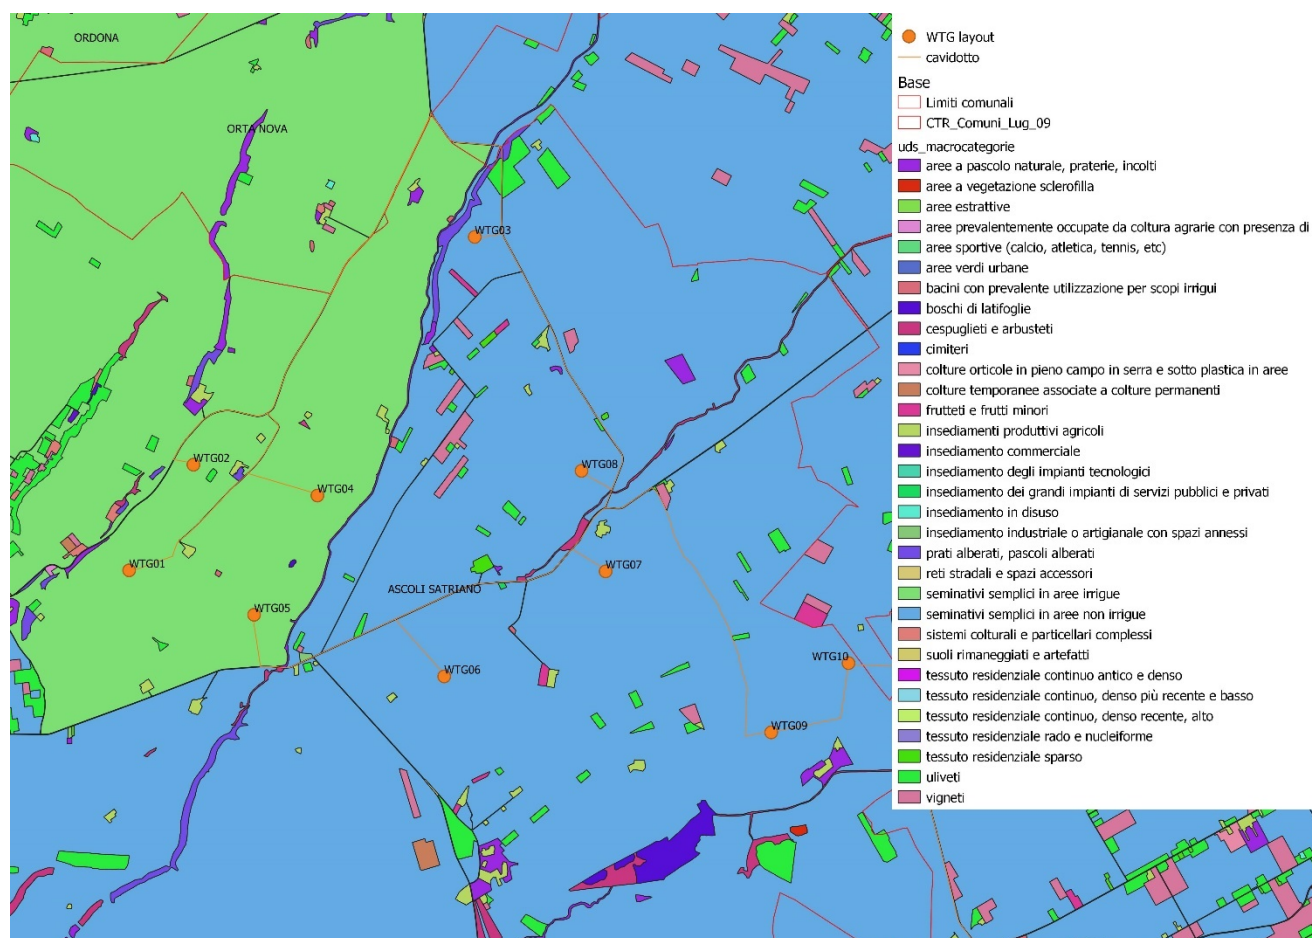 ORDONA
ORTA NOVA
WTG03
WTG02
WTG04
WTG08
WTG01
WTG07
ASCOLI SATRIANO
WTG05
WTG06
WTG10
WTG09
WTG layout
cavidotto
Base
Limiti comunali
CTR_Comuni_Lug_09
uds_macrocategorie
aree a pascolo naturale, praterie, incolti
aree a vegetazione sclerofilla
aree estrattive
aree prevalentemente occupate da coltura agrarie con presenza di
aree sportive (calcio, atletica, tennis, etc)
aree verdi urbane
bacini con prevalente utilizzazione per scopi irrigui
boschi di latifoglie
cespuglieti e arbusteti
cimiteri
colture orticole in pieno campo in serra e sotto plastica in aree
colture temporanee associate a colture permanenti
frutteti e frutti minori
insediamenti produttivi agricoli
insediamento commerciale
insediamento degli impianti tecnologici
insediamento dei grandi impianti di servizi pubblici e privati
insediamento in disuso
insediamento industriale o artigianale con spazi annessi
prati alberati, pascoli alberati
reti stradali e spazi accessori
seminativi semplici in aree irrigue
seminativi semplici in aree non irrigue
sistemi colturali e particellari complessi
suoli rimaneggiati e artefatti
tessuto residenziale continuo antico e denso
tessuto residenziale continuo, denso più recente e basso
tessuto residenziale continuo, denso recente, alto
tessuto residenziale rado e nucleiforme
tessuto residenziale sparso
uliveti
vigneti